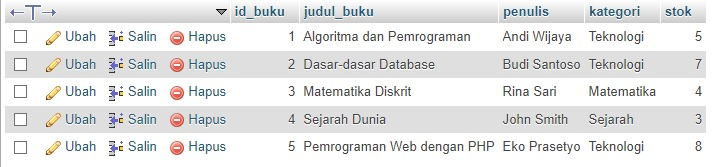 id_buku judul_buku penulis kategori stok
Ubah Salin Hapus 1 Algoritma dan Pemrograman Andi Wijaya Teknologi 5
Ubah Salin Hapus 2 Dasar-dasar Database Budi Santoso Teknologi 7
Ubah Salin Hapus 3 Matematika Diskrit Rina Sari Matematika 4
Ubah Salin Hapus 4 Sejarah Dunia John Smith Sejarah 3
Ubah Salin Hapus 5 Pemrograman Web dengan PHP Eko Prasetyo Teknologi 8